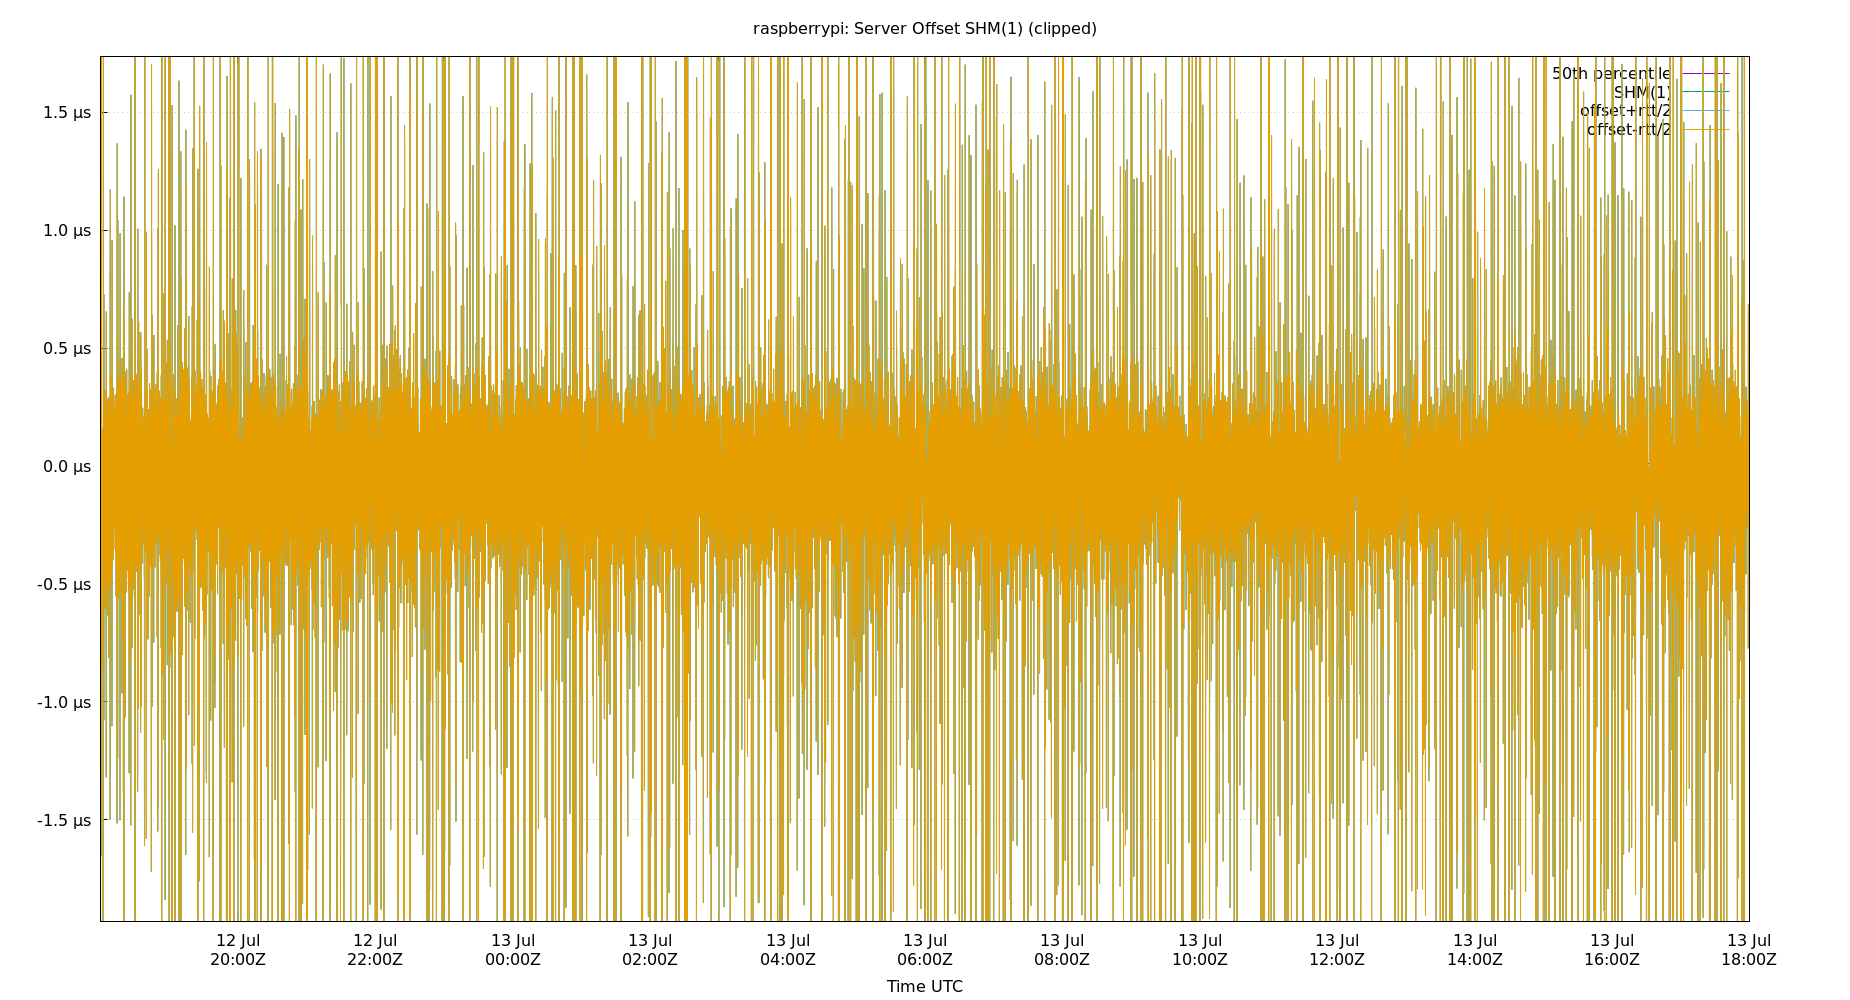 raspberrypi: Server Offset SHM(1) (clipped)
50th percentile
SHM(1)
offset+rtt/2
offset-rtt/2
1.5 µs
1.0 µs
0.5 µs
0.0 µs
-0.5 µs
-1.0 µs
-1.5 µs
12 Jul 12 Jul 13 Jul 13 Jul 13 Jul 13 Jul 13 Jul 13 Jul 13 Jul 13 Jul 13 Jul 13 Jul
20:00Z 22:00Z 00:00Z 02:00Z 04:00Z 06:00Z 08:00Z 10:00Z 12:00Z 14:00Z 16:00Z 18:00Z
Time UTC